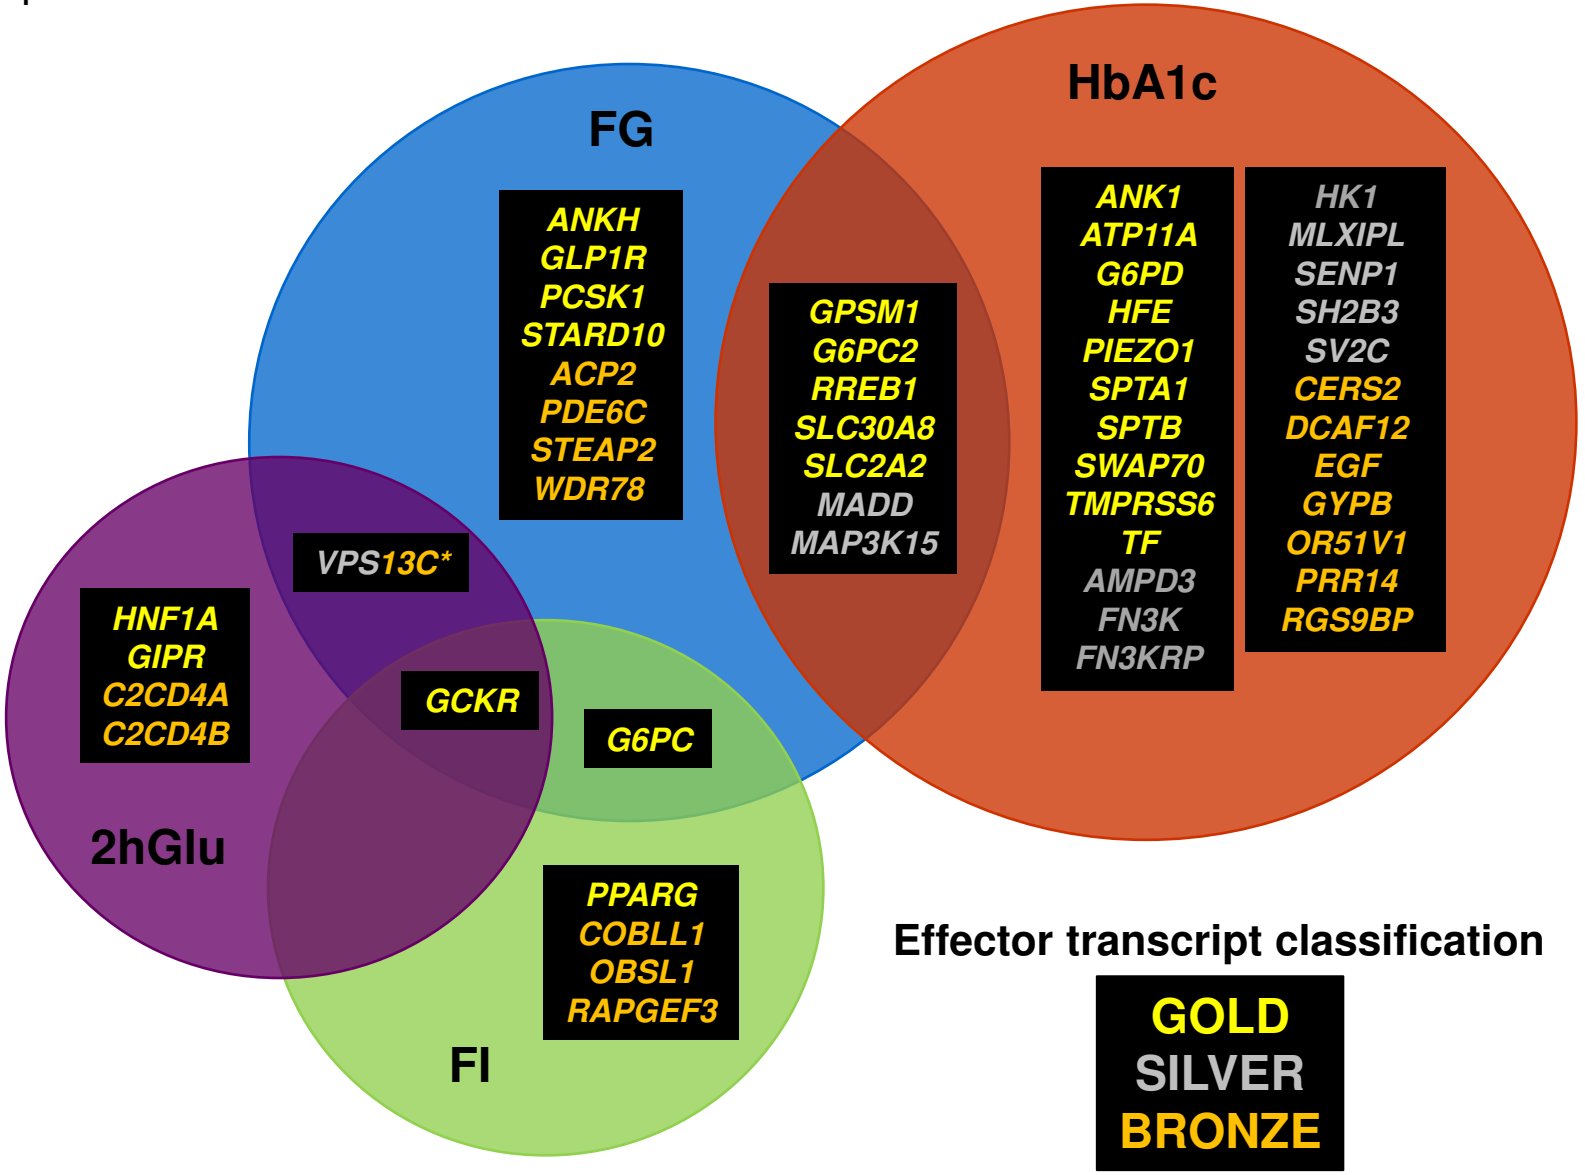 FG
HbA1c
ANKH
GLP1R
PCSK1
STARD10
ACP2
PDE6C
STEAP2
WDR78
GPSM1
G6PC2
RREB1
SLC30A8
SLC2A2
MADD
MAP3K15
ANK1
ATP11A
G6PD
HFE
PIEZO1
SPTA1
SPTB
SWAP70
TMPRSS6
TF
AMPD3
FN3K
FN3KRP
HK1
MLXIPL
SENP1
SH2B3
SV2C
CERS2
DCAF12
EGF
GYPB
OR51V1
PRR14
RGS9BP
VPS13C*
HNF1A
GIPR
C2CD4A
C2CD4B
GCKR
G6PC
2hGlu
PPARG
COBLL1
OBSL1
RAPGEF3
FI
Effector transcript classification
GOLD
SILVER
BRONZE